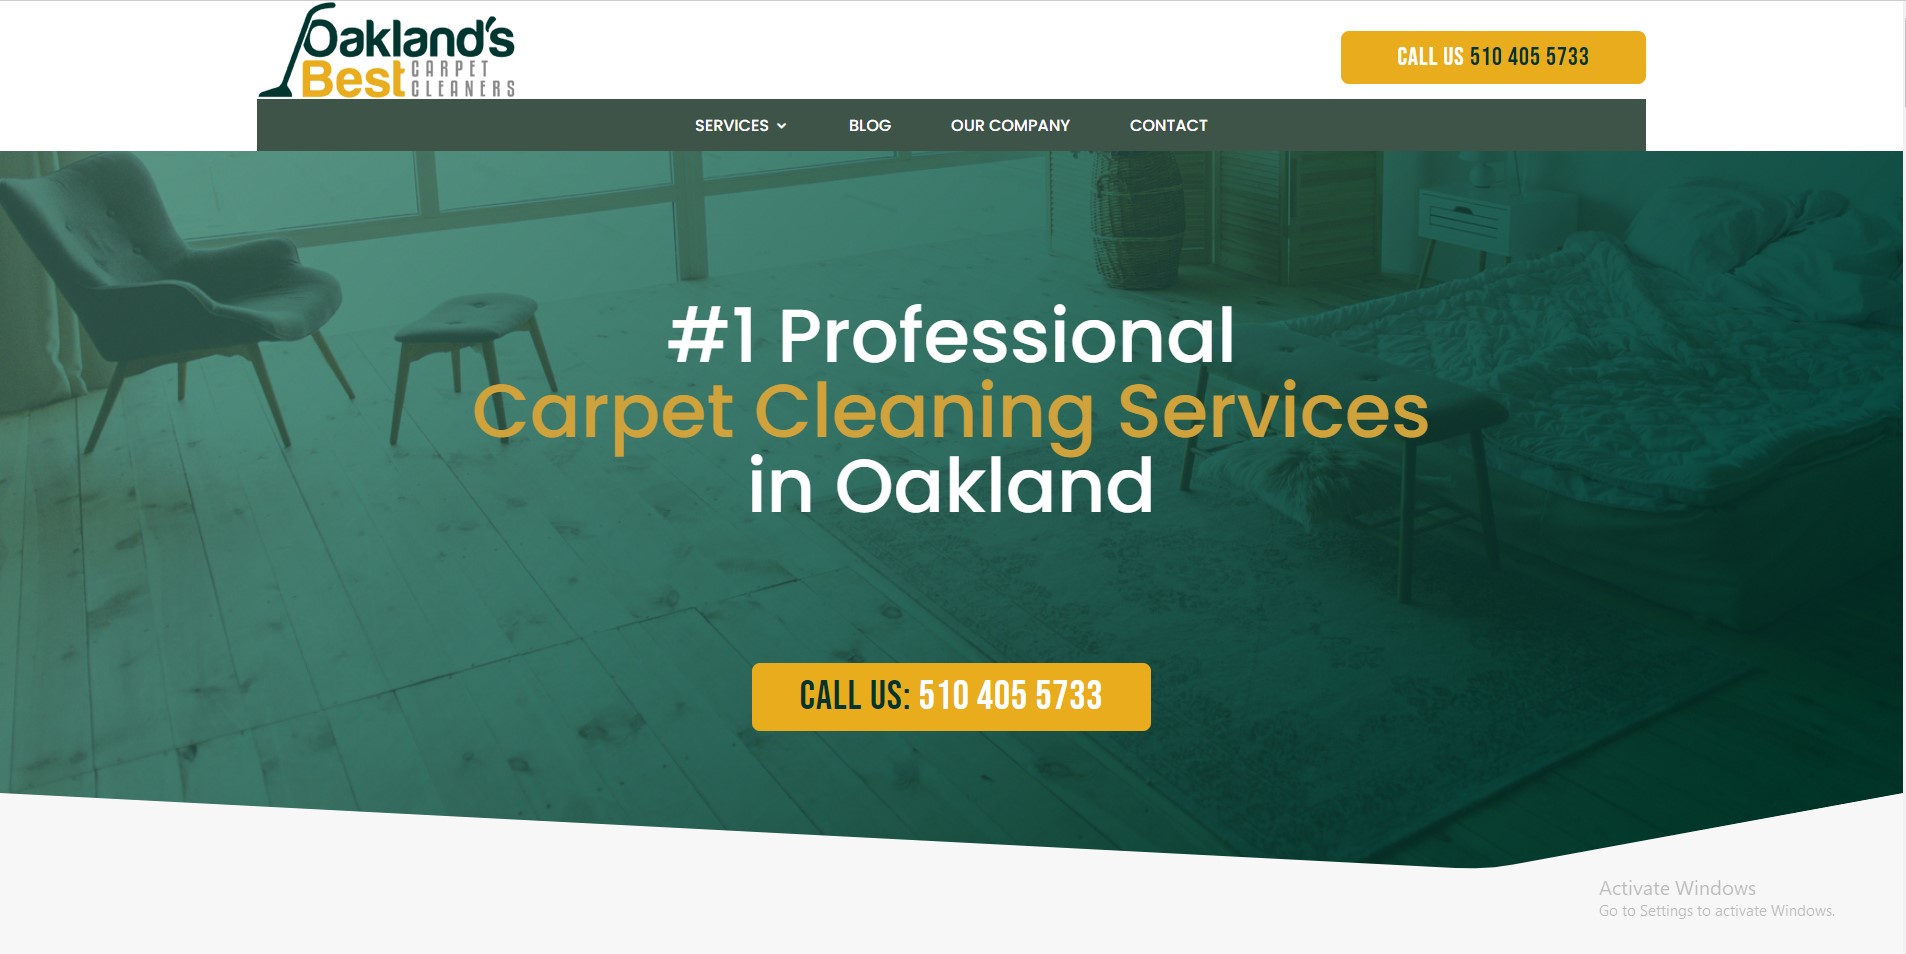 Oakland's
Best CARPET CLEANERS
CALL US 510 405 5733
SERVICES BLOG OUR COMPANY CONTACT
#1 Professional
Carpet Cleaning Services
in Oakland
CALL US: 510 405 5733
Activate Windows
Go to Settings to activate Windows.